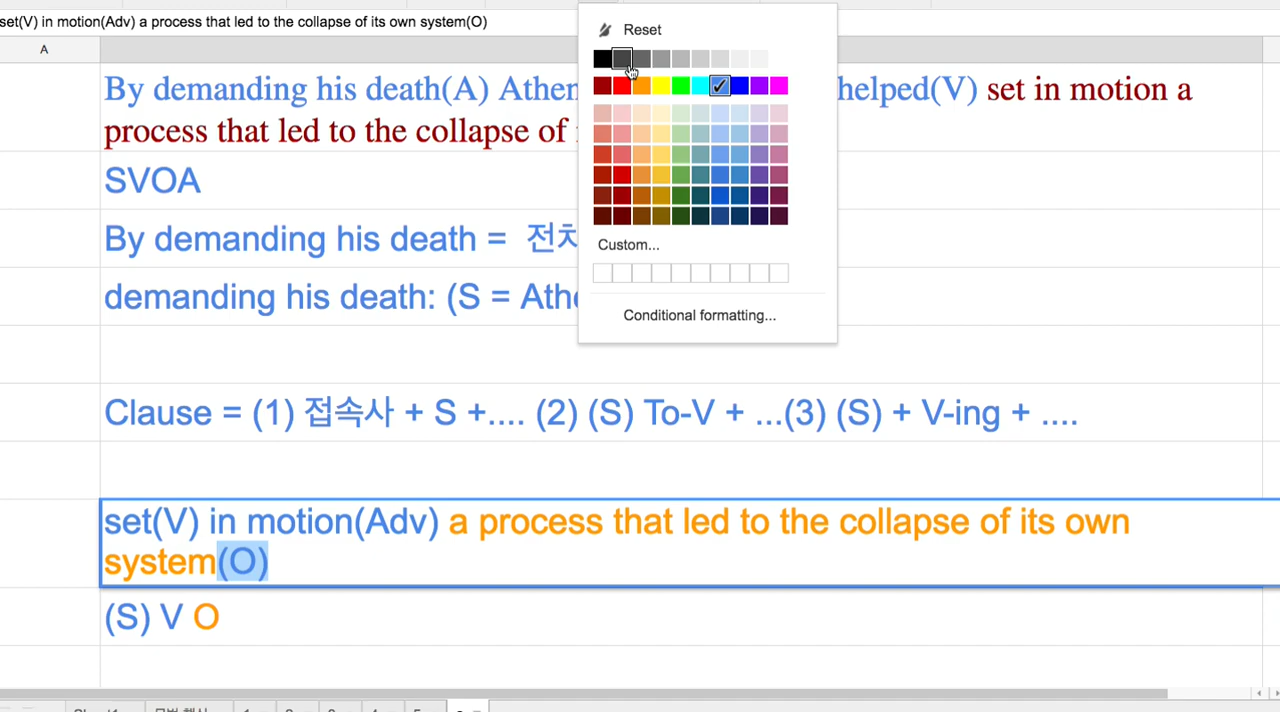 set(V) in motion(Adv) a process that led to the collapse of its own system(O)
A
Reset
By demanding his death(A) Athen helped(V) set in motion a
process that led to the collapse of
SVOA
By demanding his death = 전치
demanding his death: (S = Athe
Custom...
Conditional formatting...
Clause = (1) 접속사 + S +.... (2) (S) To-V + ...(3) (S) + V-ing + ....
set(V) in motion(Adv) a process that led to the collapse of its own
system(O)
(S) V O